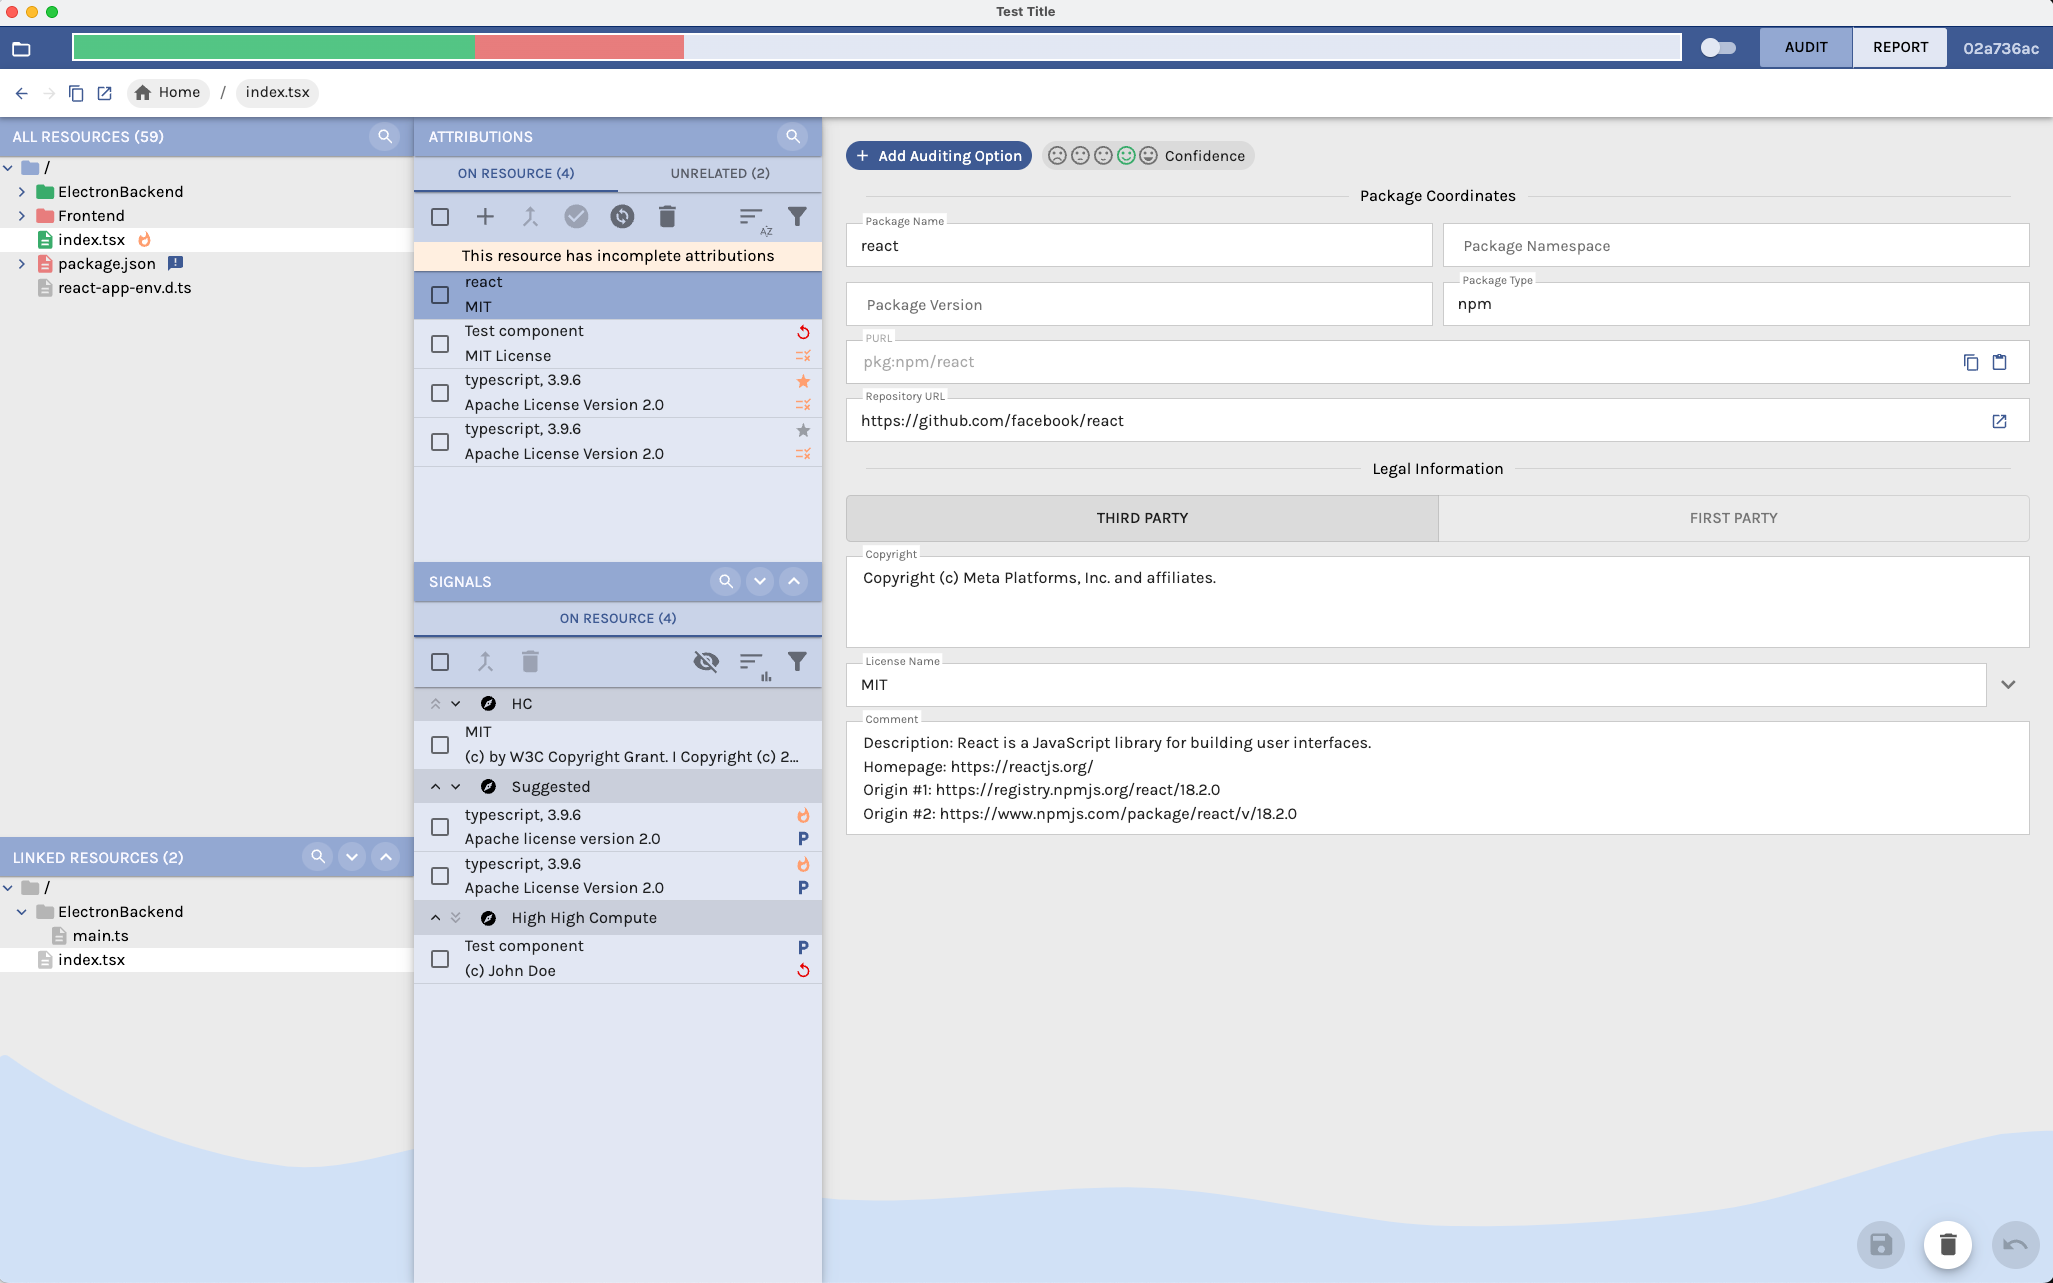 Test Title
AUDIT
REPORT
02a736ac
Home / index.tsx
ALL RESOURCES (59)
/
ElectronBackend
Frontend
index.tsx
package.json
react-app-env.d.ts
LINKED RESOURCES (2)
/
ElectronBackend
main.ts
index.tsx
ATTRIBUTIONS
ON RESOURCE (4)
UNRELATED (2)
AZ
This resource has incomplete attributions
react
MIT
Test component
MIT License
typescript, 3.9.6
Apache License Version 2.0
typescript, 3.9.6
Apache License Version 2.0
SIGNALS
ON RESOURCE (4)
HC
MIT
(c) by W3C Copyright Grant. I Copyright (c) 2...
Suggested
typescript, 3.9.6
Apache license version 2.0
P
typescript, 3.9.6
Apache License Version 2.0
P
High High Compute
Test component
P
(c) John Doe
Add Auditing Option
Confidence
Package Coordinates
Package Name
react
Package Namespace
Package Version
Package Type
npm
PURL
pkg:npm/react
Repository URL
https://github.com/facebook/react
Legal Information
THIRD PARTY
FIRST PARTY
Copyright
Copyright (c) Meta Platforms, Inc. and affiliates.
License Name
MIT
Comment
Description: React is a JavaScript library for building user interfaces.
Homepage: https://reactjs.org/
Origin #1: https://registry.npmjs.org/react/18.2.0
Origin #2: https://www.npmjs.com/package/react/v/18.2.0